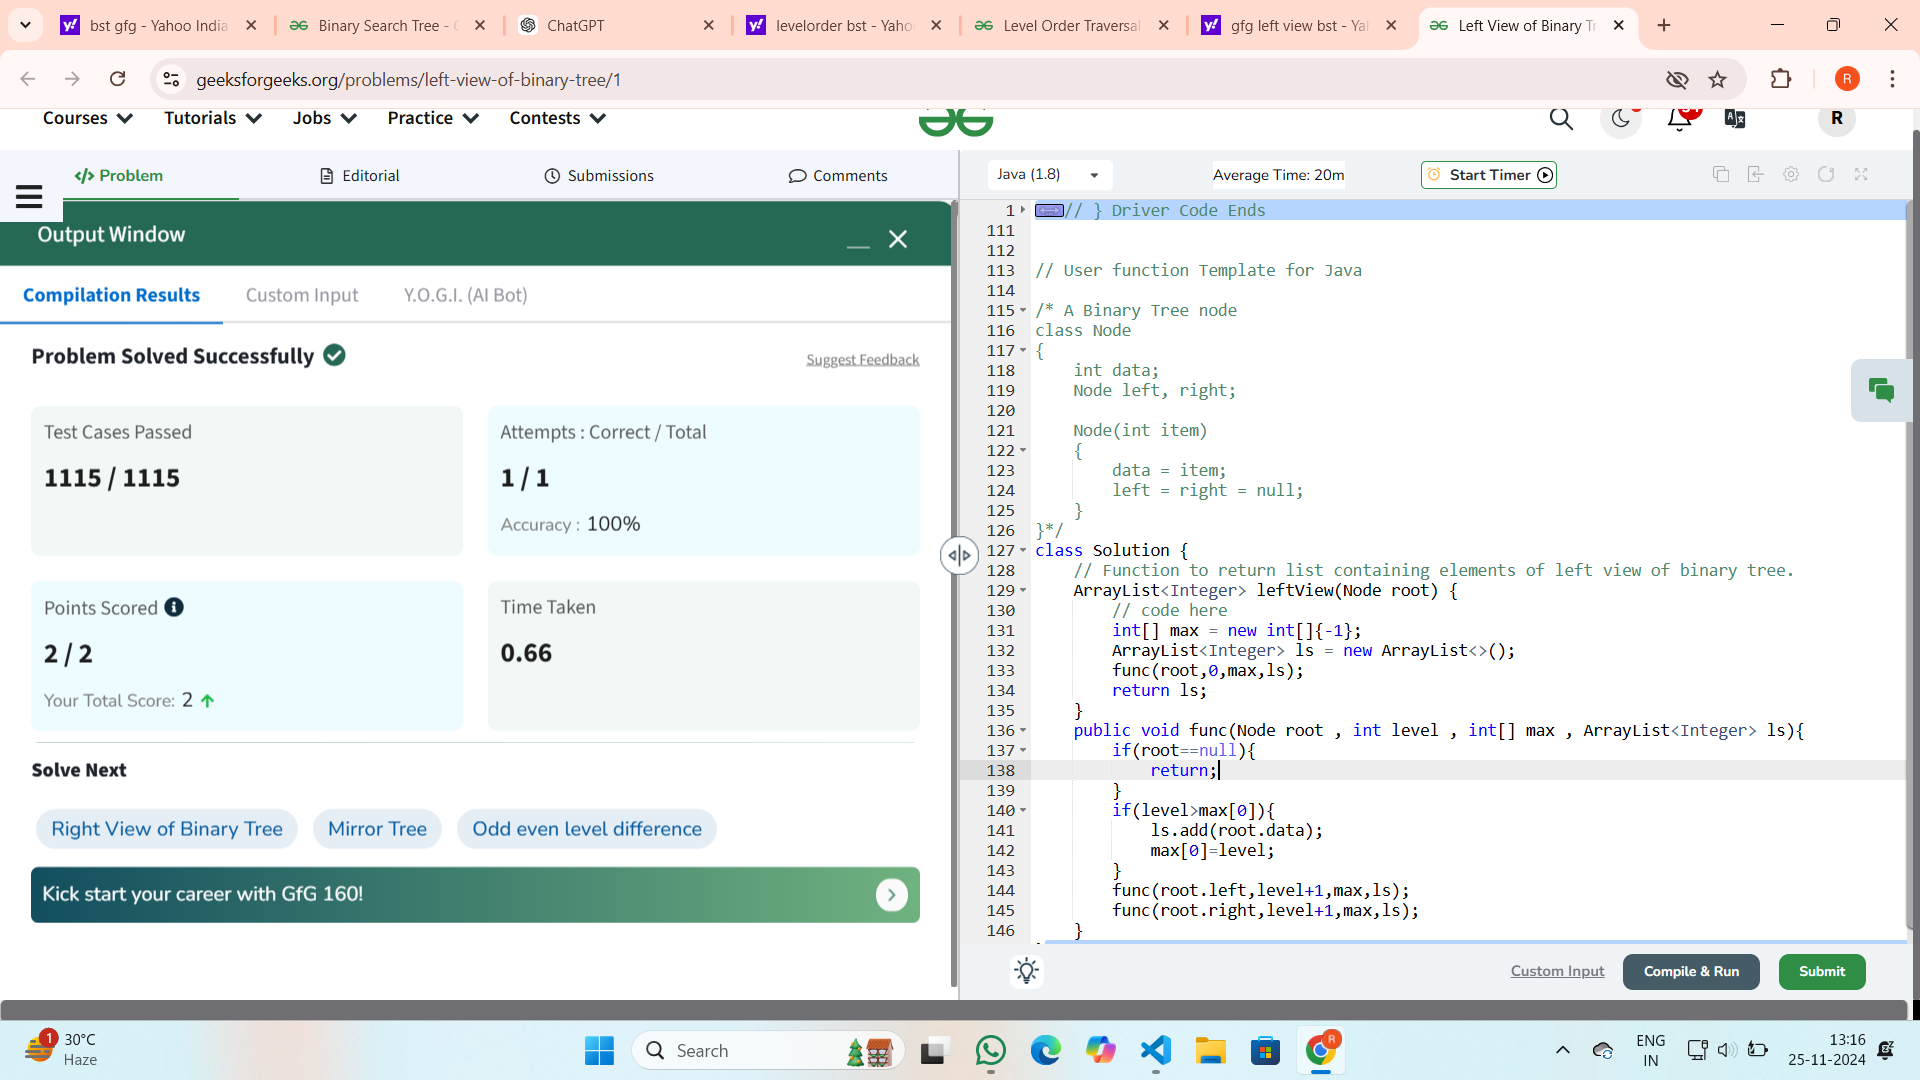 bst gfg - Yahoo India
Binary Search Tree -
ChatGPT
levelorder bst - Yaho
Level Order Traversal
gfg left view bst - Ya
Left View of Binary Tr
geeksforgeeks.org/problems/left-view-of-binary-tree/1
R
Courses
Tutorials
Jobs
Practice
Contests
R
</> Problem
Editorial
Submissions
Comments
Java (1.8)
Average Time: 20m
Start Timer
Output Window
Compilation Results
Custom Input
Y.O.G.I. (AI Bot)
Problem Solved Successfully
Suggest Feedback
Test Cases Passed
1115 / 1115
Attempts : Correct / Total
1 / 1
Accuracy : 100%
Points Scored
2 / 2
Your Total Score: 2
Time Taken
0.66
Solve Next
Right View of Binary Tree
Mirror Tree
Odd even level difference
Kick start your career with GfG 160!
1 // } Driver Code Ends
111
112
113 // User function Template for Java
114
115 /* A Binary Tree node
116 class Node
117 {
118 int data;
119 Node left, right;
120
121 Node(int item)
122 {
123 data = item;
124 left = right = null;
125 }
126 }*/
127 class Solution {
128 // Function to return list containing elements of left view of binary tree.
129 ArrayList<Integer> leftView(Node root) {
130 // code here
131 int[] max = new int[]{-1};
132 ArrayList<Integer> ls = new ArrayList<>();
133 func(root,0,max,ls);
134 return ls;
135 }
136 public void func(Node root , int level , int[] max , ArrayList<Integer> ls){
137 if(root==null){
138 return;
139 }
140 if(level>max[0]){
141 ls.add(root.data);
142 max[0]=level;
143 }
144 func(root.left,level+1,max,ls);
145 func(root.right,level+1,max,ls);
146 }
Custom Input
Compile & Run
Submit
1
30°C
Haze
Search
R
ENG
IN
13:16
25-11-2024